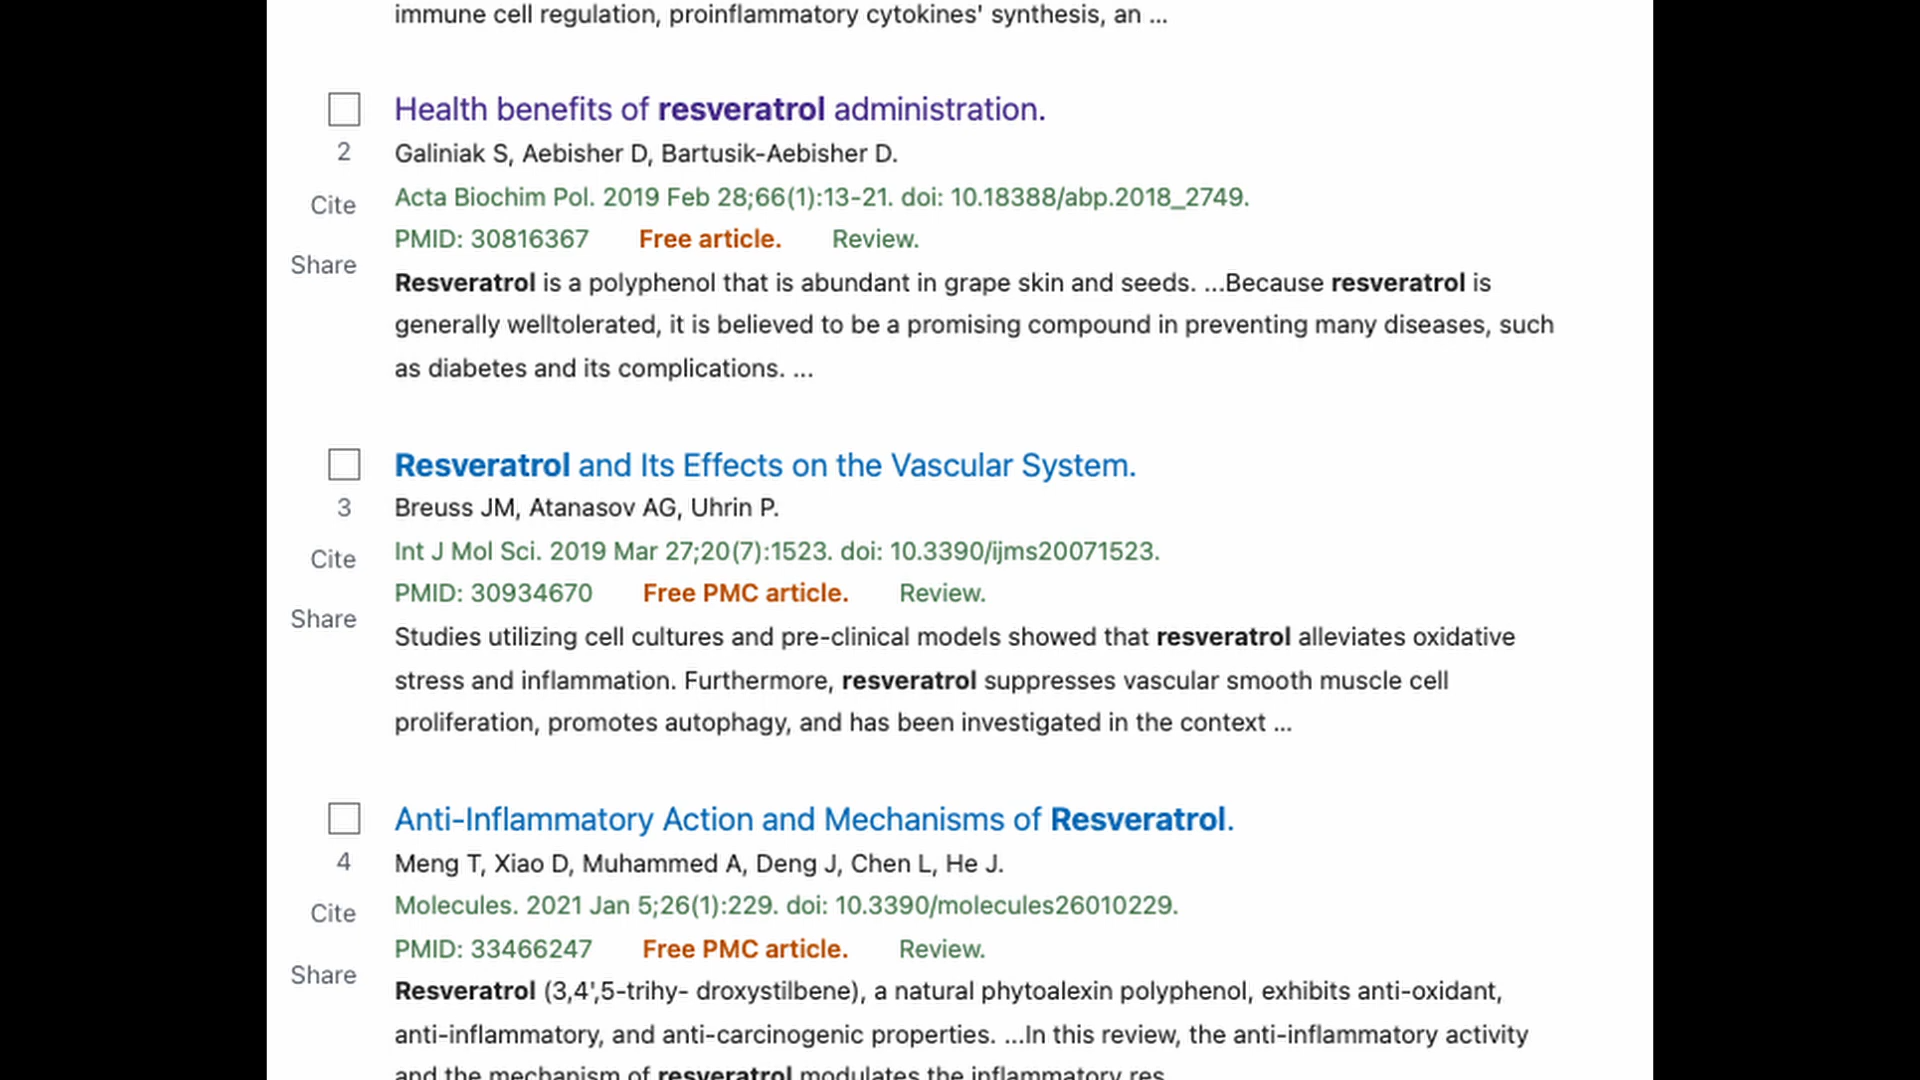 immune cell regulation, proinflammatory cytokines' synthesis, an ...
Health benefits of resveratrol administration.
2
Galiniak S, Aebisher D, Bartusik-Aebisher D.
Cite
Acta Biochim Pol. 2019 Feb 28;66(1):13-21. doi: 10.18388/abp.2018_2749.
PMID: 30816367 Free article. Review.
Share
Resveratrol is a polyphenol that is abundant in grape skin and seeds. ...Because resveratrol is
generally welltolerated, it is believed to be a promising compound in preventing many diseases, such
as diabetes and its complications. ...
Resveratrol and Its Effects on the Vascular System.
3
Breuss JM, Atanasov AG, Uhrin P.
Cite
Int J Mol Sci. 2019 Mar 27;20(7):1523. doi: 10.3390/ijms20071523.
PMID: 30934670 Free PMC article. Review.
Share
Studies utilizing cell cultures and pre-clinical models showed that resveratrol alleviates oxidative
stress and inflammation. Furthermore, resveratrol suppresses vascular smooth muscle cell
proliferation, promotes autophagy, and has been investigated in the context ...
Anti-Inflammatory Action and Mechanisms of Resveratrol.
4
Meng T, Xiao D, Muhammed A, Deng J, Chen L, He J.
Cite
Molecules. 2021 Jan 5;26(1):229. doi: 10.3390/molecules26010229.
PMID: 33466247 Free PMC article. Review.
Share
Resveratrol (3,4',5-trihy- droxystilbene), a natural phytoalexin polyphenol, exhibits anti-oxidant,
anti-inflammatory, and anti-carcinogenic properties. ...In this review, the anti-inflammatory activity
and the mechanism of resveratrol modulates the inflammatory res